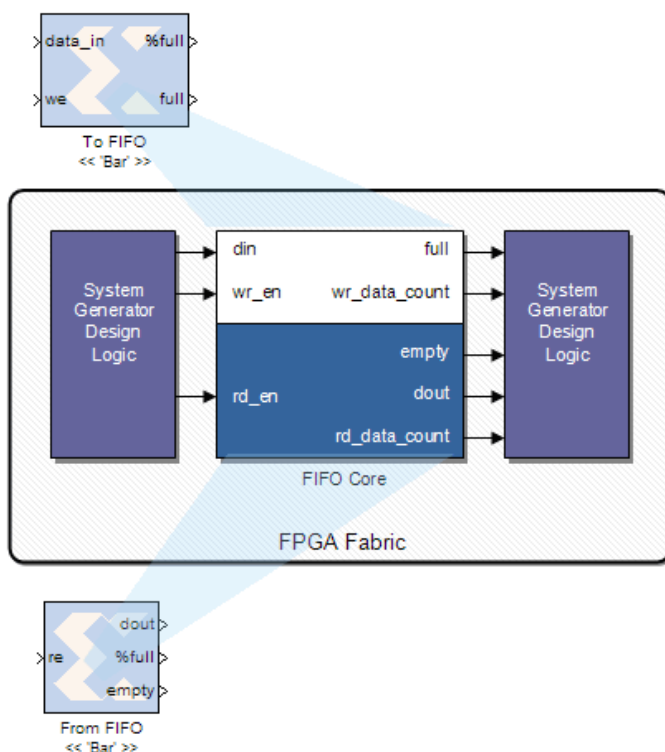 data_in %full
we full
To FIFO
<< 'Bar' >>
System
Generator
Design
Logic
din full
wr_en wr_data_count
empty
rd_en dout
rd_data_count
System
Generator
Design
Logic
FIFO Core
FPGA Fabric
dout
re %full
empty
From FIFO
<< 'Bar' >>